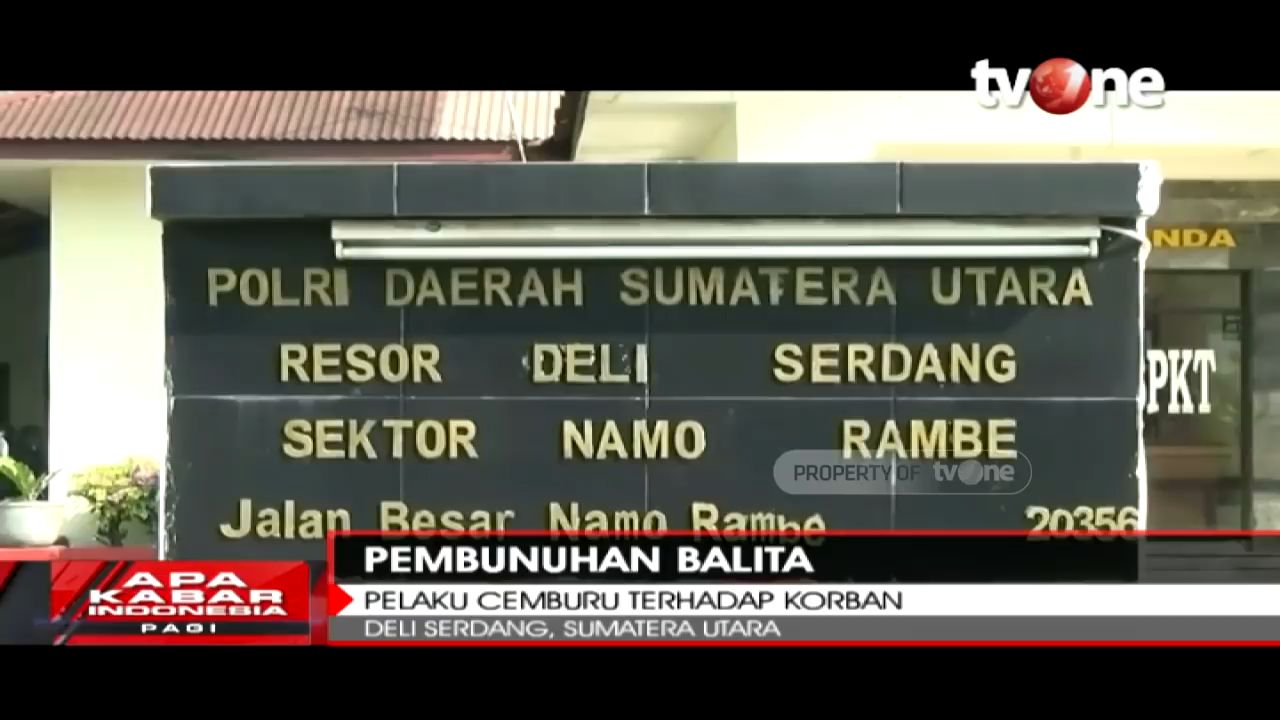 tvOne
NDA
POLRI DAERAH SUMATERA UTARA
RESOR DELI SERDANG
SPKT
SEKTOR NAMO RAMBE
PROPERTY OF tvOne
Jalan Besar Namo Rambe 20356
PEMBUNUHAN BALITA
APA KABAR INDONESIA PAGI
PELAKU CEMBURU TERHADAP KORBAN
DELI SERDANG, SUMATERA UTARA